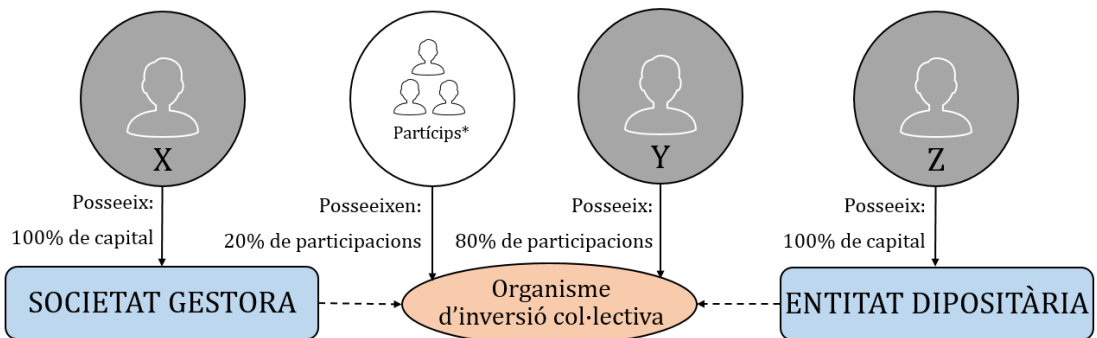 Partícips*
X
Y
Z
Posseeix:
100% de capital
Posseeixen:
20% de participacions
Posseeix:
80% de participacions
Posseeix:
100% de capital
SOCIETAT GESTORA
Organisme
d'inversió col·lectiva
ENTITAT DIPOSITÀRIA